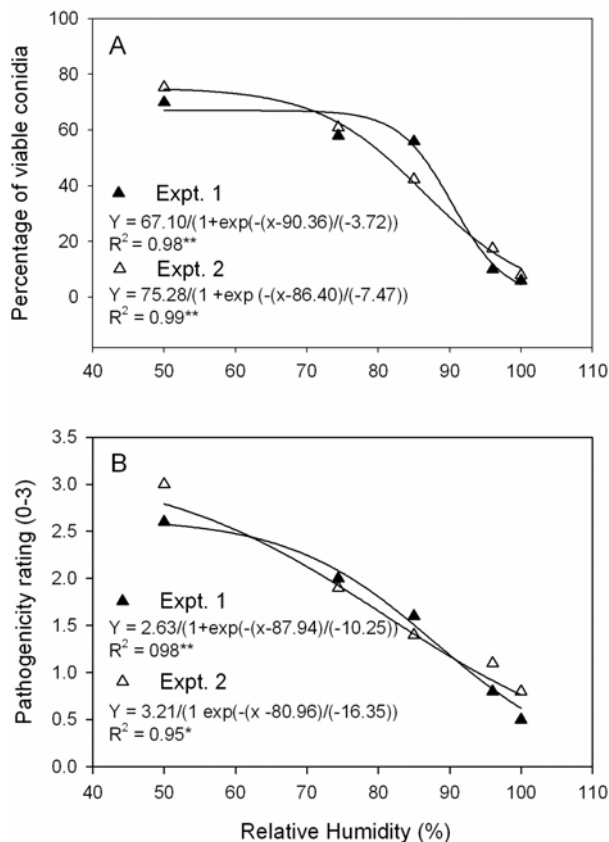 A
Percentage of viable conidia
100
80
60
40
20
0
▲ Expt. 1
Y = 67.10/(1+exp(-(x-90.36)/(-3.72))
R² = 0.98**
△ Expt. 2
Y = 75.28/(1 +exp (-(x-86.40)/(-7.47))
R² = 0.99**
40 50 60 70 80 90 100 110
B
Pathogenicity rating (0-3)
3.5
3.0
2.5
2.0
1.5
1.0
0.5
0.0
▲ Expt. 1
Y = 2.63/(1+exp(-(x-87.94)/(-10.25))
R² = 098**
△ Expt. 2
Y = 3.21/(1 exp(-(x -80.96)/(-16.35))
R² = 0.95*
40 50 60 70 80 90 100 110
Relative Humidity (%)